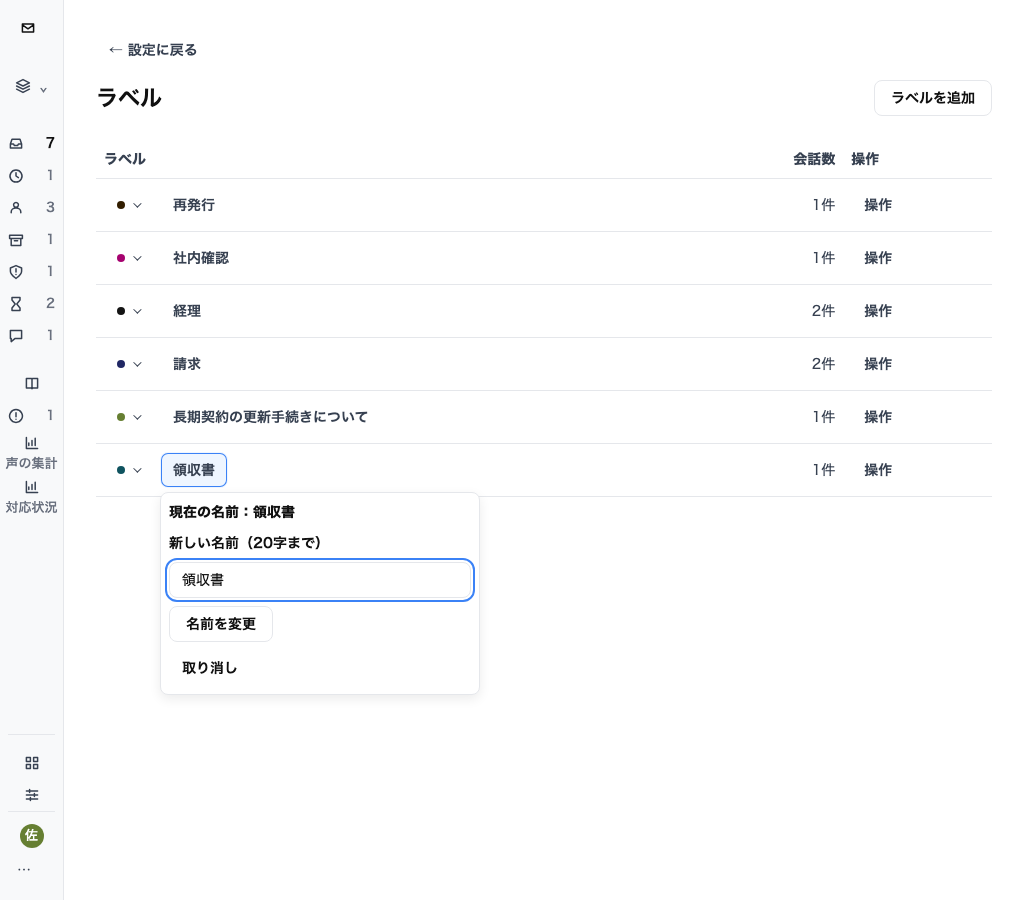 7
1
3
1
1
2
1
1
声の集計
対応状況
佐
…
← 設定に戻る
ラベル
ラベルを追加
ラベル 会話数 操作
再発行 1件 操作
社内確認 1件 操作
経理 2件 操作
請求 2件 操作
長期契約の更新手続きについて 1件 操作
領収書 1件 操作
現在の名前：領収書
新しい名前（20字まで）
領収書
名前を変更
取り消し